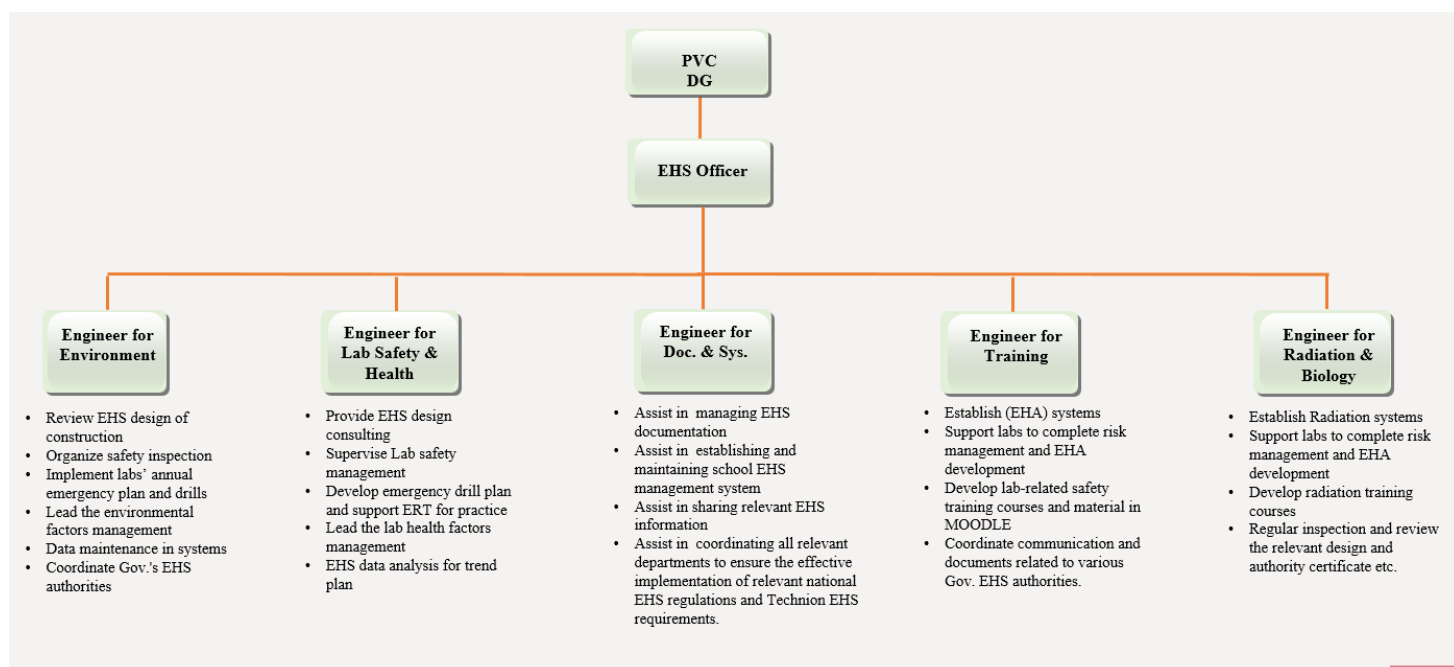 PVC
DG
EHS Officer
Engineer for
Environment
• Review EHS design of
construction
• Organize safety inspection
• Implement labs’ annual
emergency plan and drills
• Lead the environmental
factors management
• Data maintenance in systems
• Coordinate Gov.'s EHS
authorities
Engineer for
Lab Safety &
Health
• Provide EHS design
consulting
• Supervise Lab safety
management
• Develop emergency drill plan
and support ERT for practice
• Lead the lab health factors
management
• EHS data analysis for trend
plan
Engineer for
Doc. & Sys.
• Assist in managing EHS
documentation
• Assist in establishing and
maintaining school EHS
management system
• Assist in sharing relevant EHS
information
• Assist in coordinating all relevant
departments to ensure the effective
implementation of relevant national
EHS regulations and Technion EHS
requirements.
Engineer for
Training
• Establish (EHA) systems
• Support labs to complete risk
management and EHA
development
• Develop lab-related safety
training courses and material in
MOODLE
• Coordinate communication and
documents related to various
Gov. EHS authorities.
Engineer for
Radiation &
Biology
• Establish Radiation systems
• Support labs to complete risk
management and EHA
development
• Develop radiation training
courses
• Regular inspection and review
the relevant design and
authority certificate etc.